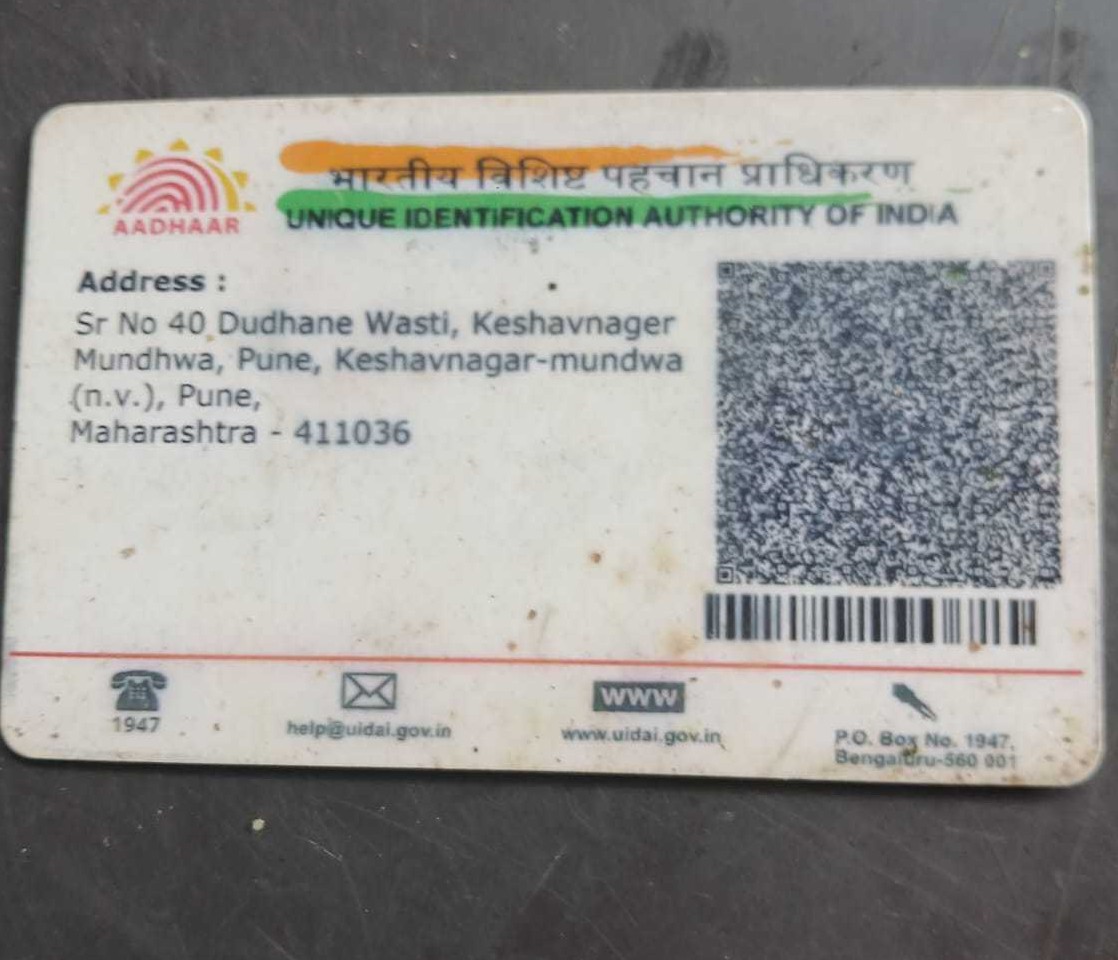 भारतीय विशिष्ट पहचान प्राधिकरण
AADHAAR
UNIQUE IDENTIFICATION AUTHORITY OF INDIA
Address :
Sr No 40 Dudhane Wasti, Keshavnager
Mundhwa, Pune, Keshavnagar-mundwa
(n.v.), Pune,
Maharashtra - 411036
1947
help@uidai.gov.in
www
www.uidai.gov.in
P.O. Box No. 1947,
Bengaluru-560 001